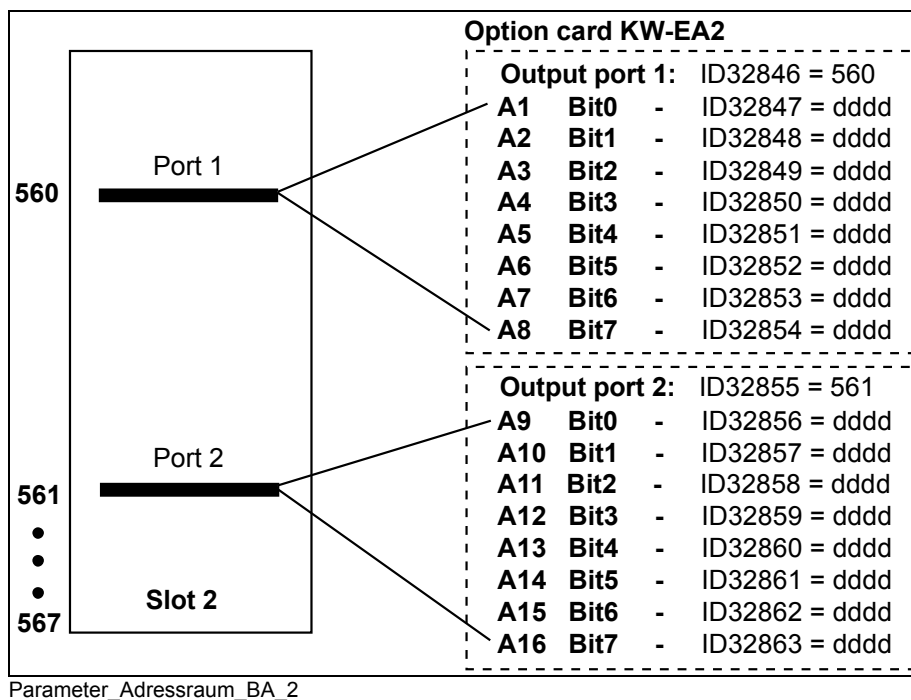 Option card KW-EA2
Output port 1: ID32846 = 560
A1 Bit0 - ID32847 = dddd
A2 Bit1 - ID32848 = dddd
A3 Bit2 - ID32849 = dddd
A4 Bit3 - ID32850 = dddd
A5 Bit4 - ID32851 = dddd
A6 Bit5 - ID32852 = dddd
A7 Bit6 - ID32853 = dddd
A8 Bit7 - ID32854 = dddd
Port 1
560
Output port 2: ID32855 = 561
A9 Bit0 - ID32856 = dddd
A10 Bit1 - ID32857 = dddd
A11 Bit2 - ID32858 = dddd
A12 Bit3 - ID32859 = dddd
A13 Bit4 - ID32860 = dddd
A14 Bit5 - ID32861 = dddd
A15 Bit6 - ID32862 = dddd
A16 Bit7 - ID32863 = dddd
Port 2
561
Slot 2
567
Parameter_Adressraum_BA_2